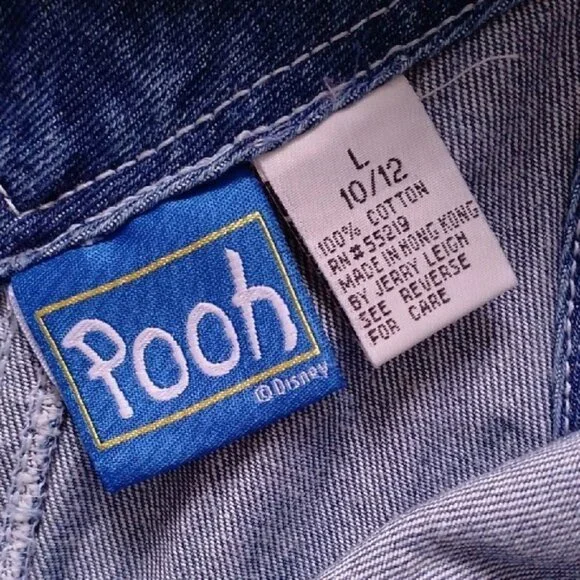 Pooh
©Disney
L
10/12
100% COTTON
RN#55219
MADE IN HONG KONG
BY JERRY LEIGH
SEE REVERSE
FOR CARE